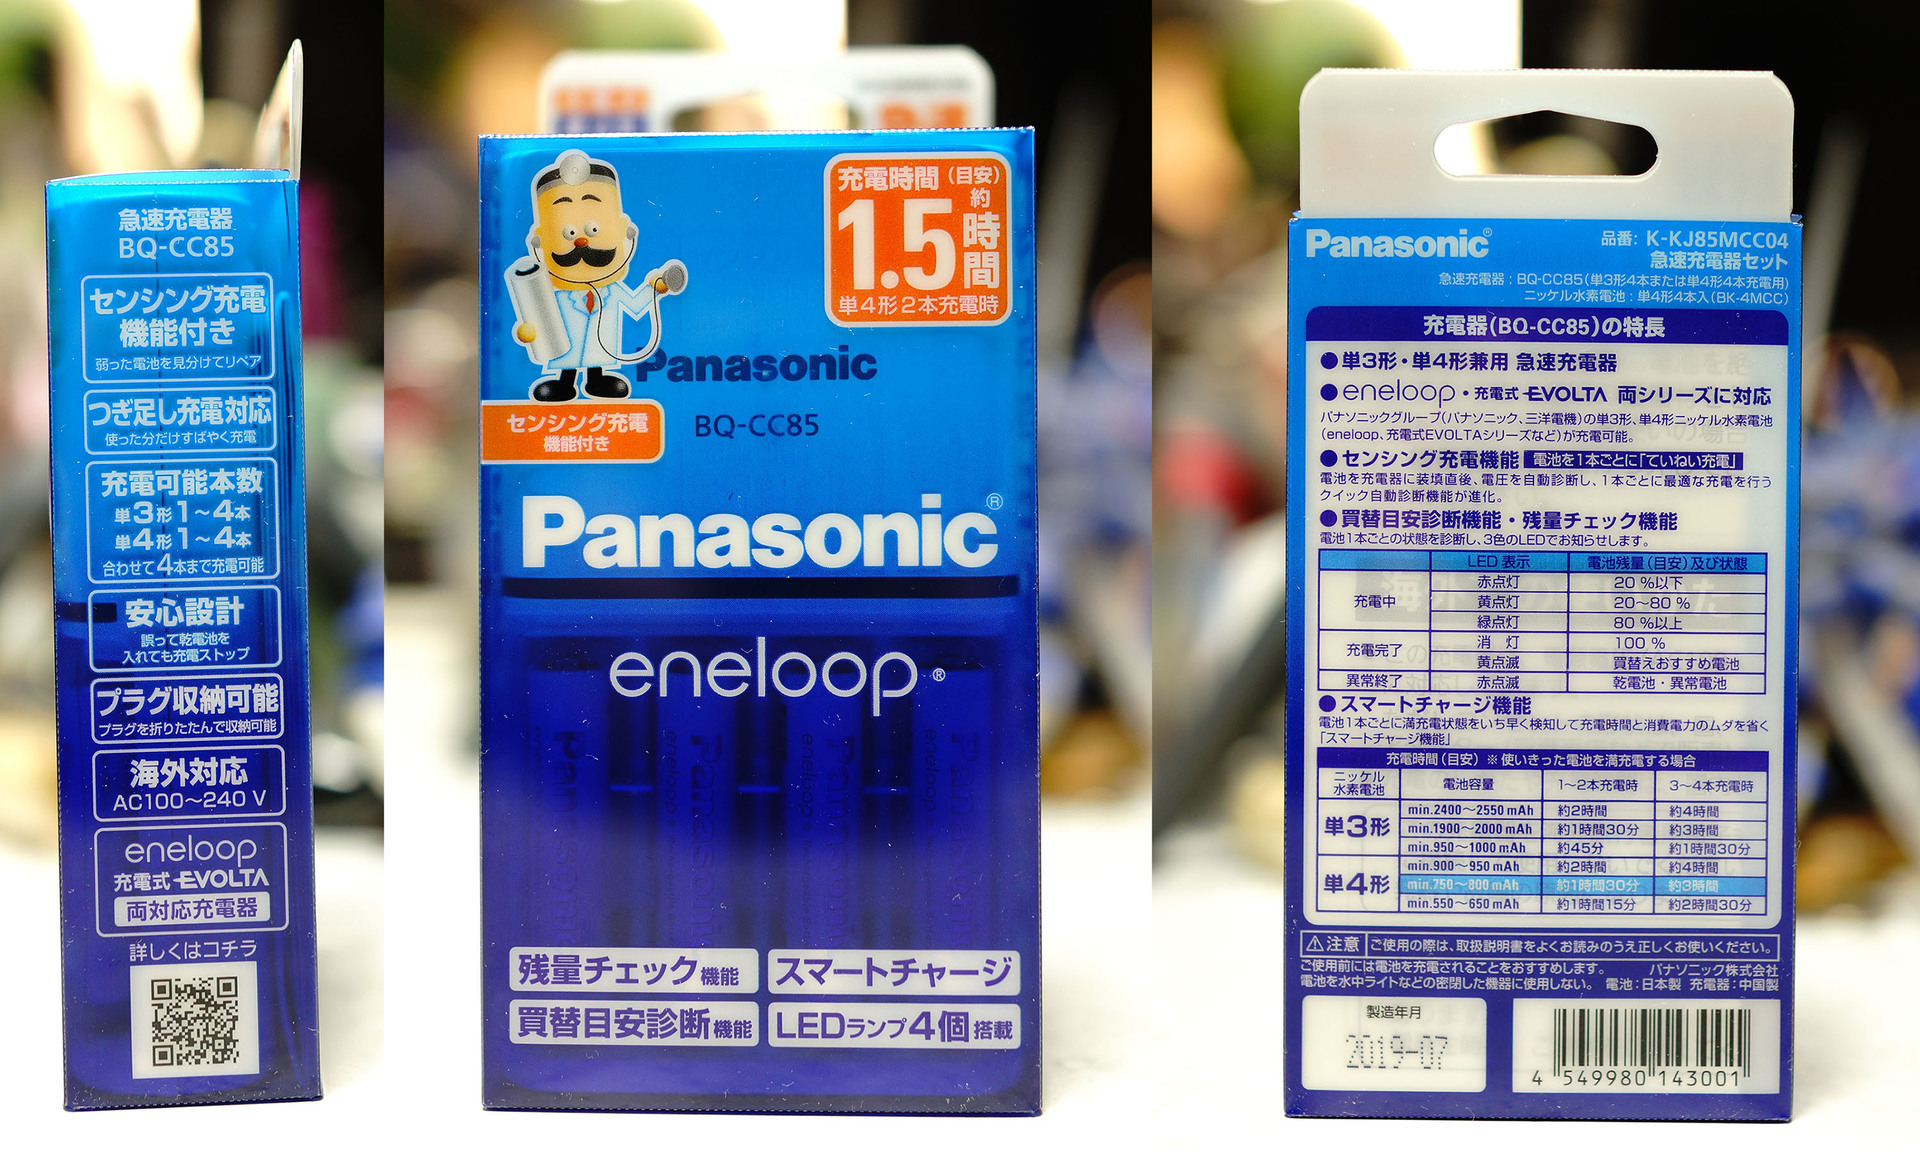 急速充電器
BQ-CC85
センシング充電
機能付き
弱った電池を見分けてリペア
つぎ足し充電対応
使った分だけすばやく充電
充電可能本数
単3形 1〜4本
単4形 1〜4本
合わせて4本まで充電可能
安心設計
誤って乾電池を
入れても充電ストップ
プラグ収納可能
プラグを折りたたんで収納可能
海外対応
AC100〜240 V
eneloop
充電式 EVOLTA
両対応充電器
詳しくはコチラ
充電時間(目安)
約
1.5時間
単4形2本充電時
Panasonic
BQ-CC85
センシング充電
機能付き
Panasonic®
eneloop®
残量チェック機能
スマートチャージ
買替目安診断機能
LEDランプ4個搭載
Panasonic®
品番: K-KJ85MCC04
急速充電器セット
急速充電器:BQ-CC85(単3形4本または単4形4本充電用)
ニッケル水素電池:単4形4本入(BK-4MCC)
充電器(BQ-CC85)の特長
●単3形・単4形兼用 急速充電器
●eneloop・充電式 EVOLTA 両シリーズに対応
パナソニックグループ(パナソニック、三洋電機)の単3形、単4形ニッケル水素電池
(eneloop、充電式EVOLTAシリーズなど)が充電可能。
●センシング充電機能 電池を1本ごとに「ていねい充電」
電池を充電器に装填直後、電圧を自動診断し、1本ごとに最適な充電を行う
クイック自動診断機能が進化。
●買替目安診断機能・残量チェック機能
電池1本ごとの状態を診断し、3色のLEDでお知らせします。
LED 表示 電池残量(目安)及び状態
充電中 赤点灯 20 %以下
黄点灯 20〜80 %
緑点灯 80 %以上
充電完了 消 灯 100 %
黄点滅 買替えおすすめ電池
異常終了 赤点滅 乾電池・異常電池
●スマートチャージ機能
電池1本ごとに満充電状態をいち早く検知して充電時間と消費電力のムダを省く
「スマートチャージ機能」
充電時間(目安)※使いきった電池を満充電する場合
ニッケル水素電池 電池容量 1〜2本充電時 3〜4本充電時
単3形 min.2400〜2550 mAh 約2時間 約4時間
min.1900〜2000 mAh 約1時間30分 約3時間
min.950〜1000 mAh 約45分 約1時間30分
単4形 min.900〜950 mAh 約2時間 約4時間
min.750〜800 mAh 約1時間30分 約3時間
min.550〜650 mAh 約1時間15分 約2時間30分
⚠注意 ご使用の際は、取扱説明書をよくお読みのうえ正しくお使いください。
ご使用前には電池を充電されることをおすすめします。 パナソニック株式会社
電池を水中ライトなどの密閉した機器に使用しない。 電池:日本製 充電器:中国製
製造年月
2019-07
4 549980 143001